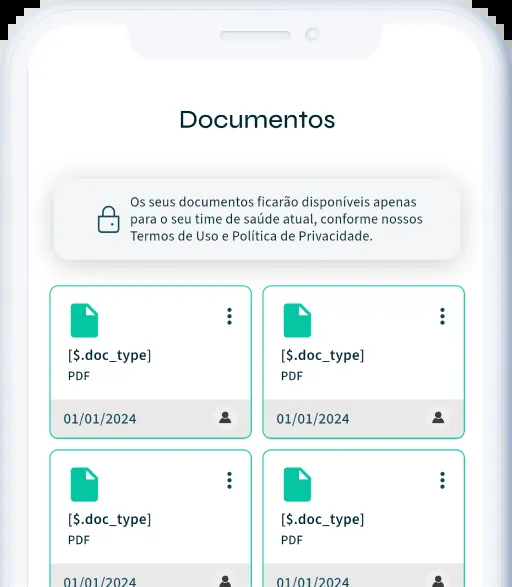 Documentos
Os seus documentos ficarão disponíveis apenas
para o seu time de saúde atual, conforme nossos
Termos de Uso e Política de Privacidade.
[$.doc_type]
PDF
01/01/2024
[$.doc_type]
PDF
01/01/2024
[$.doc_type]
PDF
01/01/2024
[$.doc_type]
PDF
01/01/2024